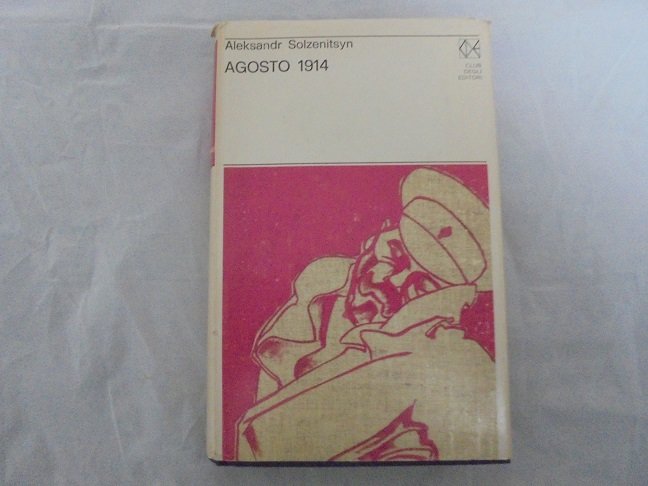 Aleksandr Solzenitsyn
AGOSTO 1914
CLUB
DEGLI
EDITORI